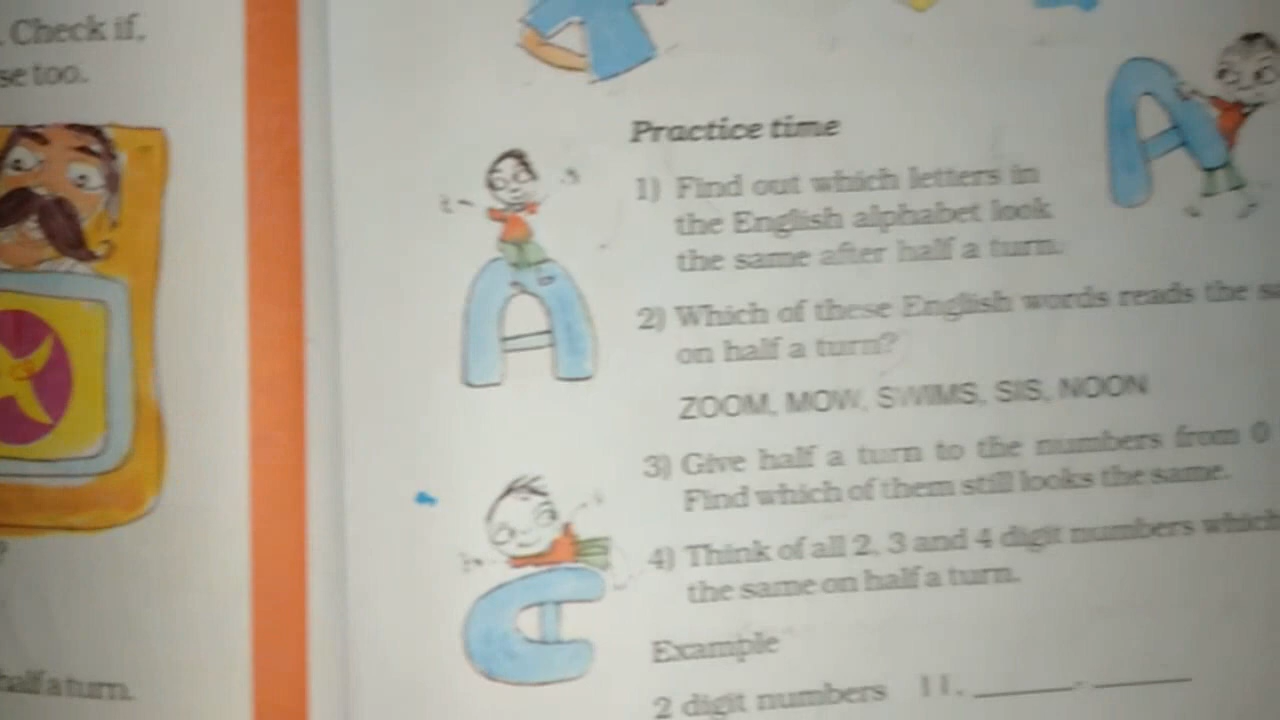 . Check if,
se too.
half a turn.
Practice time
1) Find out which letters in
the English alphabet look
the same after half a turn.
2) Which of these English words reads the
on half a turn?
ZOOM, MOW, SWIMS, SIS, NOON
3) Give half a turn to the numbers from 0
Find which of them still looks the same.
4) Think of all 2, 3 and 4 digit numbers which
the same on half a turn.
Example
2 digit numbers 11, ______, ______